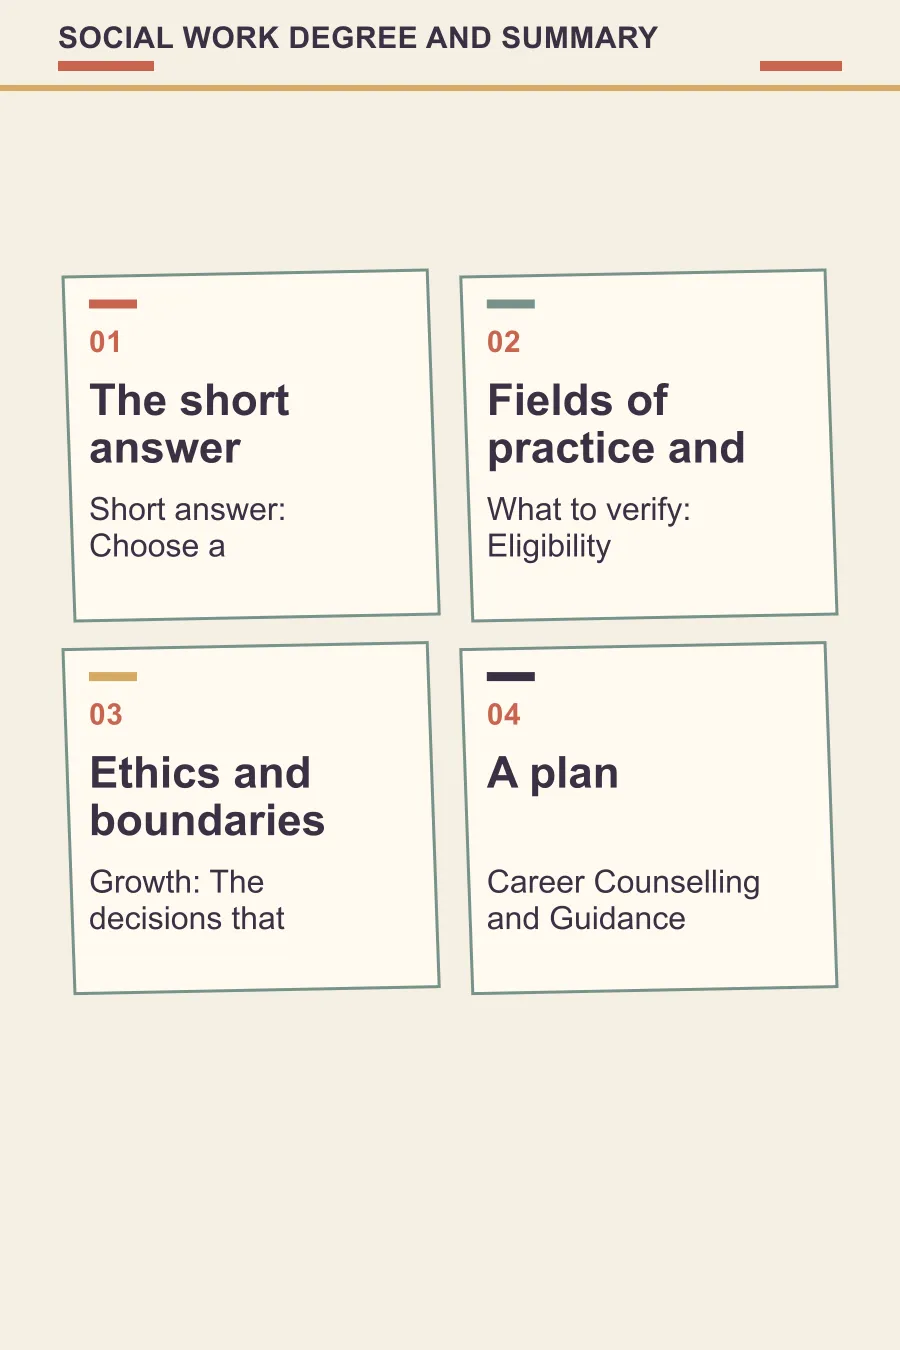 SOCIAL WORK DEGREE AND SUMMARY
01
The short
answer
Short answer:
Choose a
02
Fields of
practice and
What to verify:
Eligibility
03
Ethics and
boundaries
Growth: The
decisions that
04
A plan
Career Counselling
and Guidance